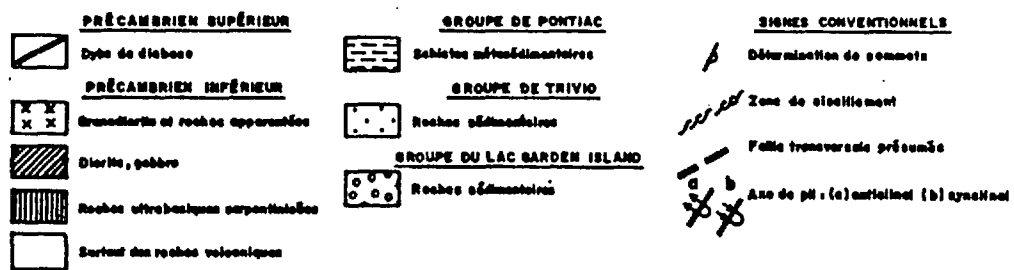 PRÉCAMBRIEN SUPÉRIEUR
Dyke de diabase
PRÉCAMBRIEN INFÉRIEUR
Granodiorite et roches apparentées
Diorite, gabbro
Roches ultrabasiques serpentinisées
Surtout des roches volcaniques
GROUPE DE PONTIAC
Schistes métasédimentaires
GROUPE DE TRIVIO
Roches sédimentaires
GROUPE DU LAC GARDEN ISLAND
Roches sédimentaires
SIGNES CONVENTIONNELS
Détermination de sommets
Zone de cisaillement
Faille transversale présumée
a b
Axe de pli : (a) anticlinal (b) synclinal